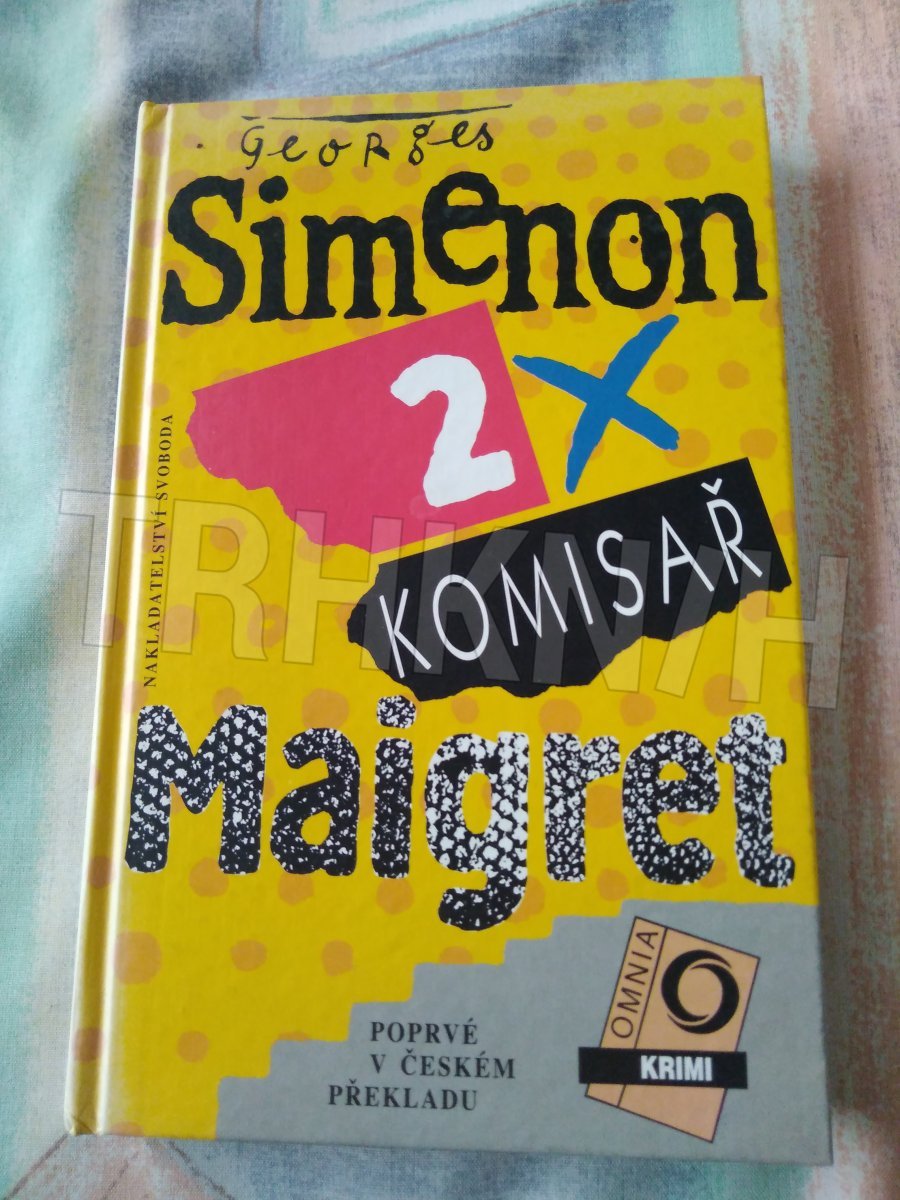 Georges
Simenon
2x
KOMISAŘ
Maigret
NAKLADATELSTVÍ SVOBODA
POPRVÉ
V ČESKÉM
PŘEKLADU
OMNIA
KRIMI
TRHKNIH